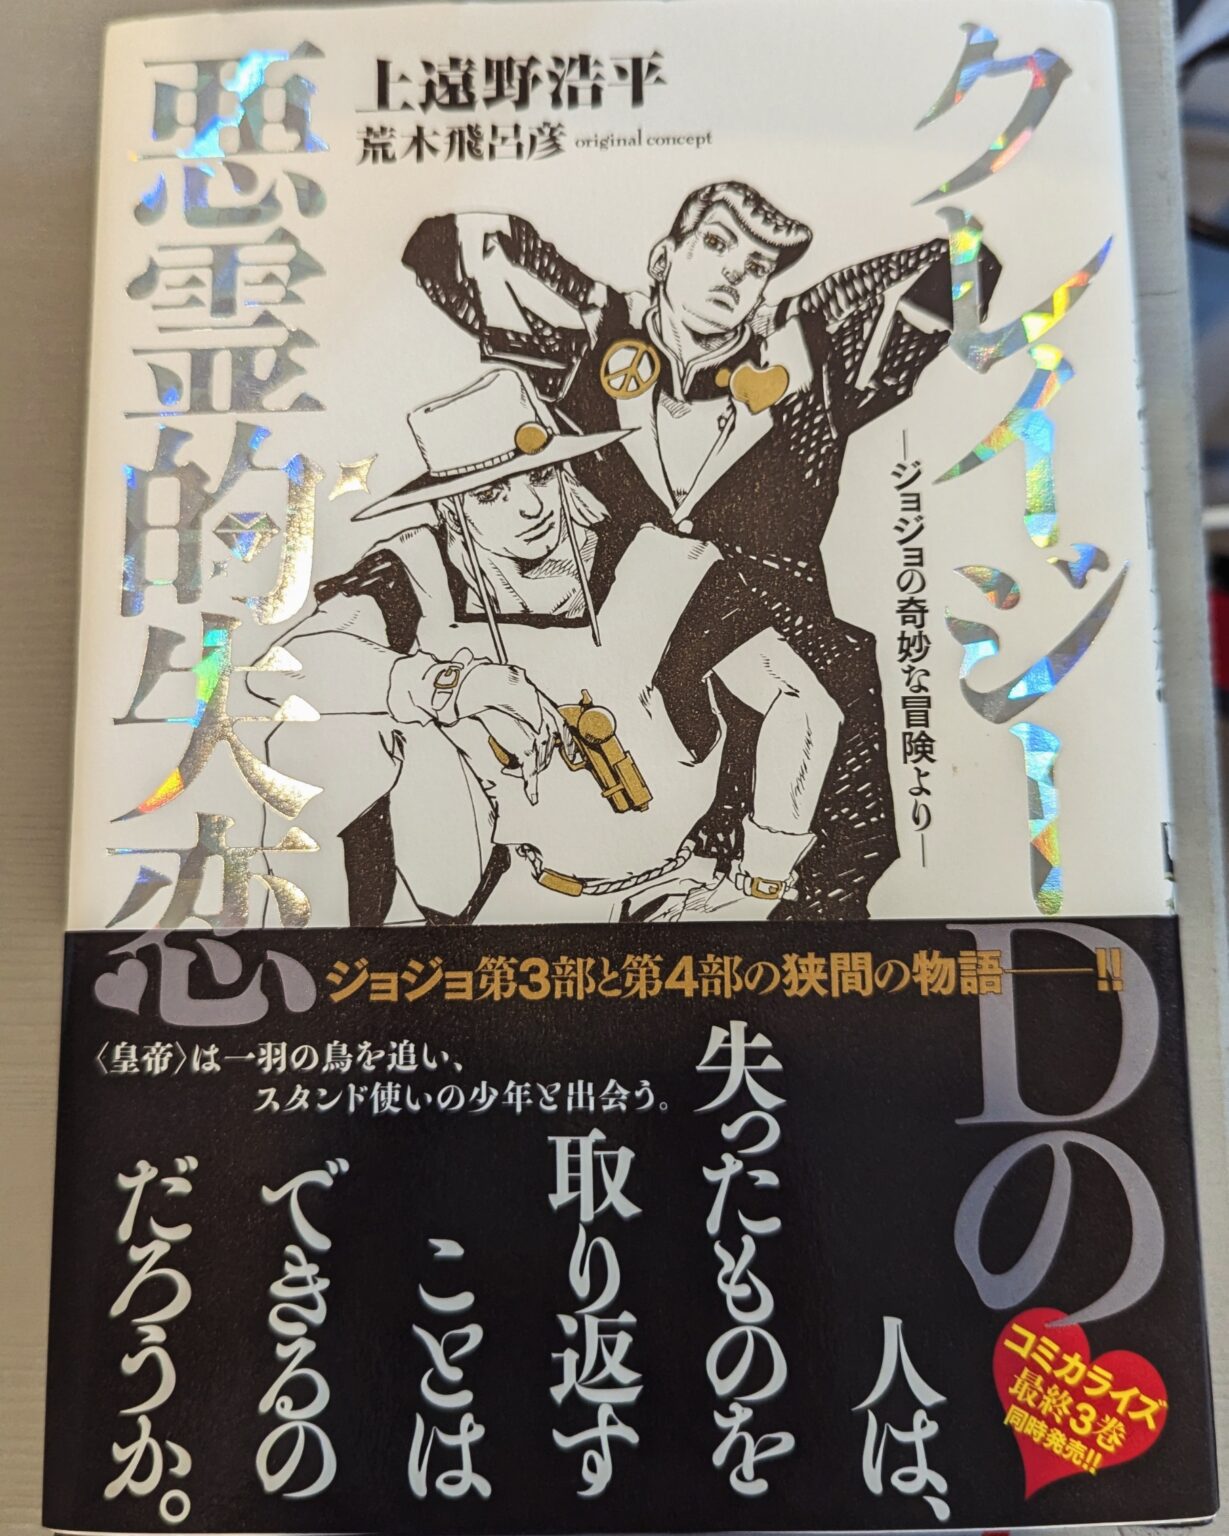 クレイジーDの
悪霊的失恋
―ジョジョの奇妙な冒険より―
上遠野浩平
荒木飛呂彦 original concept
ジョジョ第3部と第4部の狭間の物語――!!
〈皇帝〉は一羽の鳥を追い、
スタンド使いの少年と出会う。
人は、
失ったものを
取り返す
ことは
できるの
だろうか。
コミカライズ
最終3巻
同時発売!!